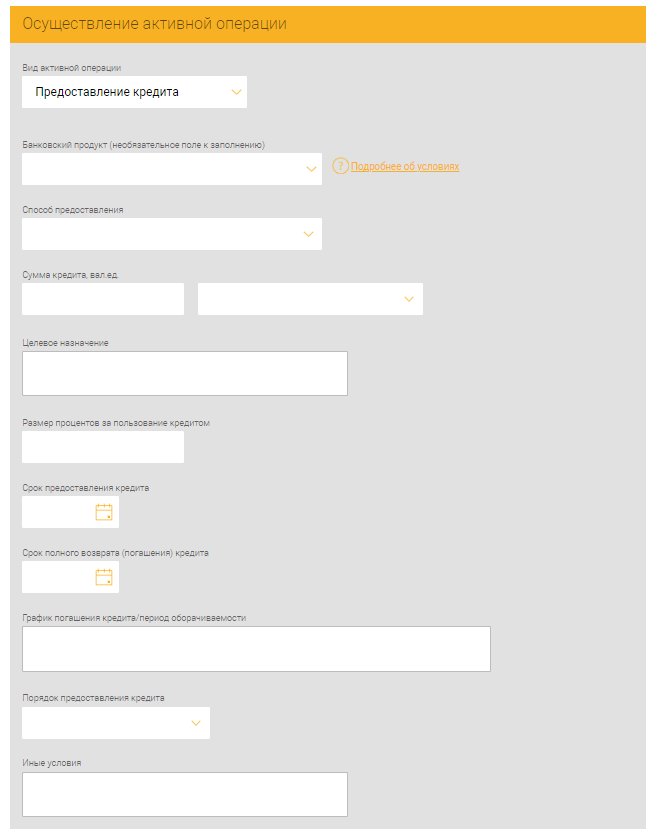 Осуществление активной операции
Вид активной операции
Предоставление кредита
Банковский продукт (необязательное поле к заполнению)
? Подробнее об условиях
Способ предоставления
Сумма кредита, вал.ед.
Целевое назначение
Размер процентов за пользование кредитом
Срок предоставления кредита
Срок полного возврата (погашения) кредита
График погашения кредита/период оборачиваемости
Порядок предоставления кредита
Иные условия